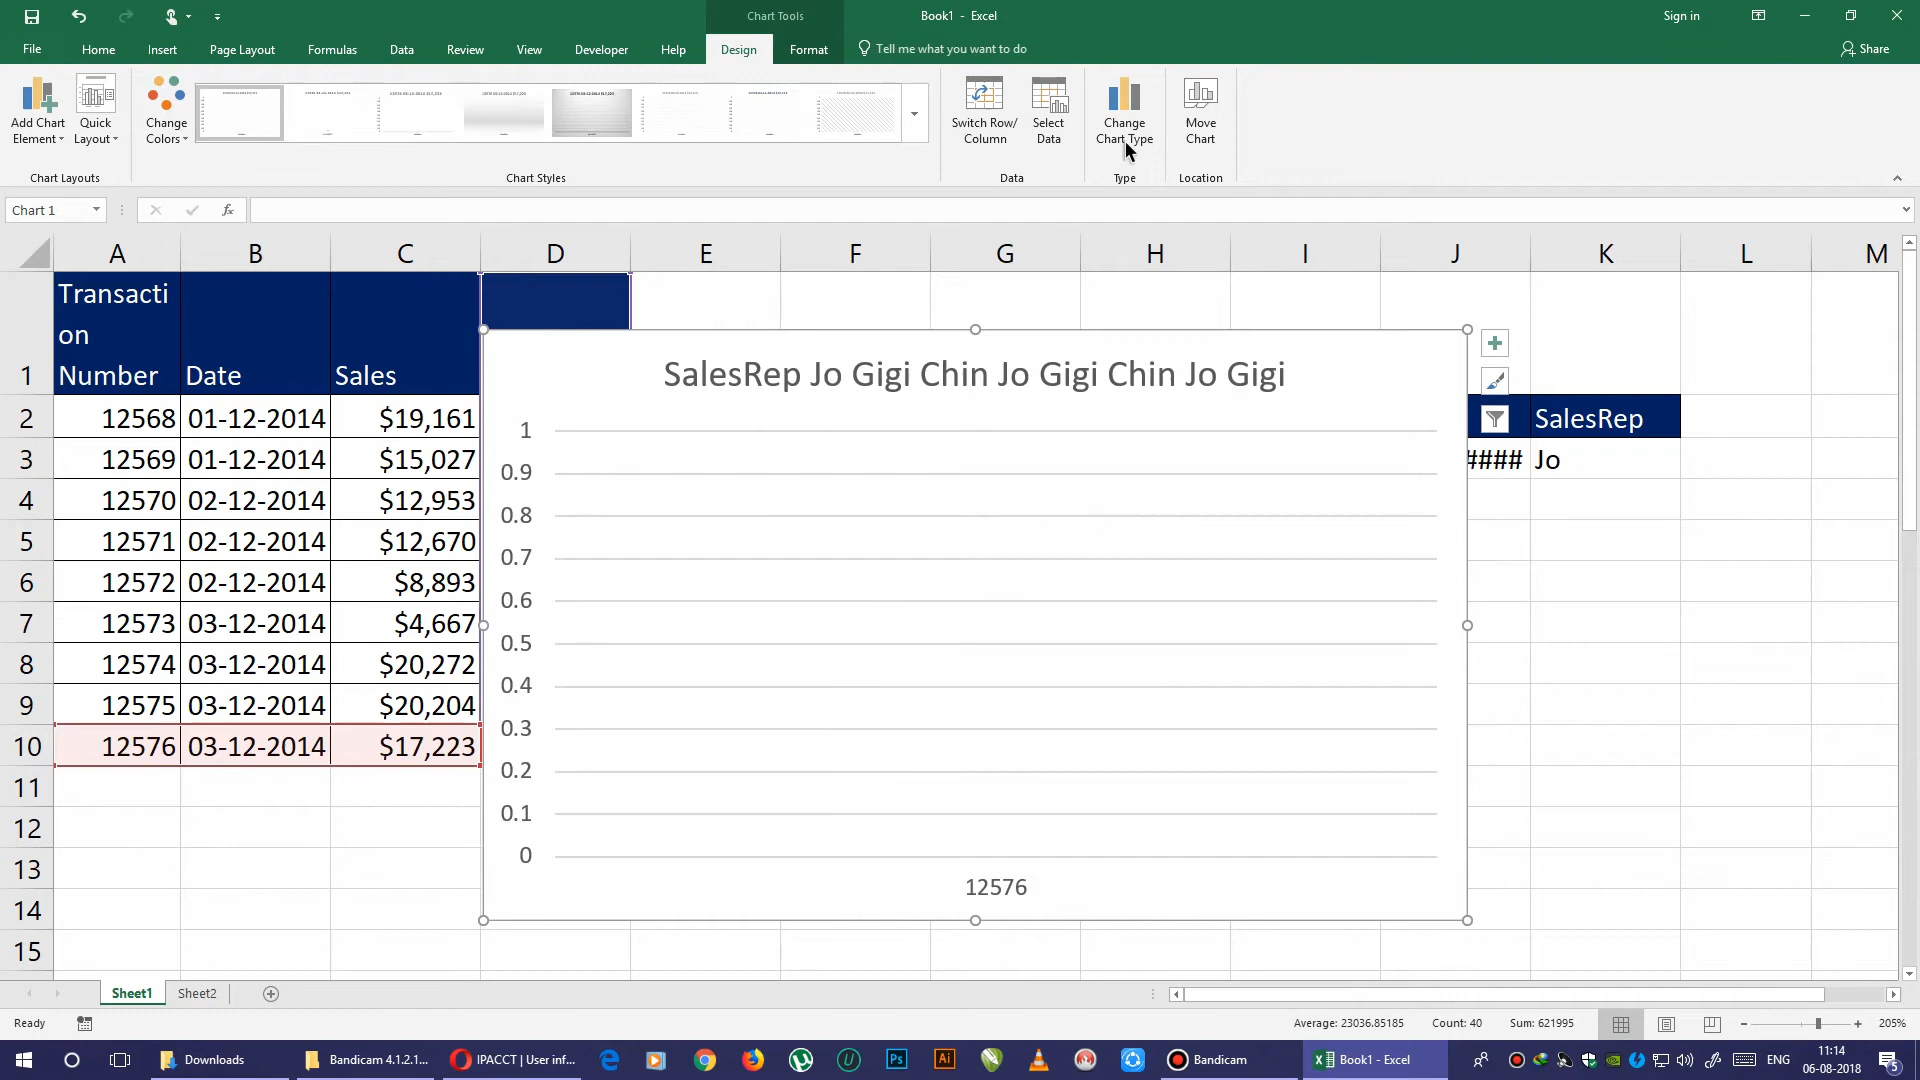 Chart Tools
Book1 - Excel
Sign in
File
Home
Insert
Page Layout
Formulas
Data
Review
View
Developer
Help
Design
Format
Tell me what you want to do
Share
Add Chart Element
Quick Layout
Change Colors
Switch Row/ Column
Select Data
Change Chart Type
Move Chart
Chart Layouts
Chart Styles
Data
Type
Location
Chart 1
fx
A B C D E F G H I J K L M
1 Transacti
on
Number Date Sales
2 12568 01-12-2014 $19,161 SalesRep
3 12569 01-12-2014 $15,027 #### Jo
4 12570 02-12-2014 $12,953
5 12571 02-12-2014 $12,670
6 12572 02-12-2014 $8,893
7 12573 03-12-2014 $4,667
8 12574 03-12-2014 $20,272
9 12575 03-12-2014 $20,204
10 12576 03-12-2014 $17,223
11
12
13
14
15
SalesRep Jo Gigi Chin Jo Gigi Chin Jo Gigi
1
0.9
0.8
0.7
0.6
0.5
0.4
0.3
0.2
0.1
0
12576
Sheet1
Sheet2
Ready
Average: 23036.85185
Count: 40
Sum: 621995
205%
Downloads
Bandicam 4.1.2.1...
IPACCT | User inf...
Ps
Ai
Bandicam
Book1 - Excel
ENG
11:14
06-08-2018
5